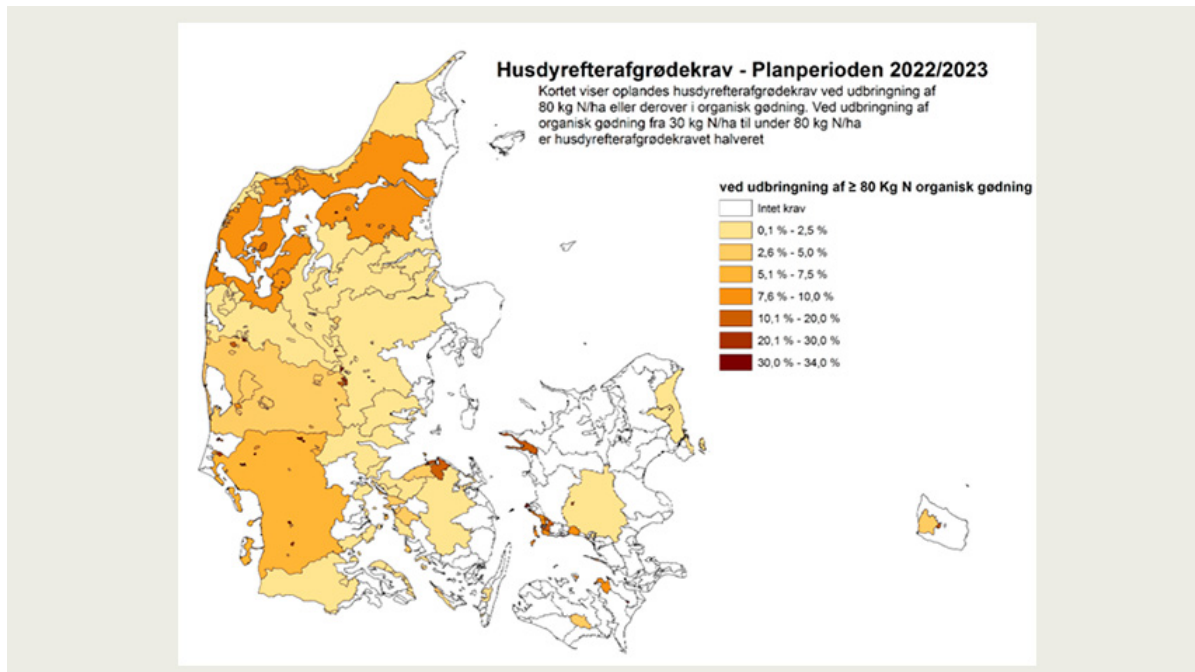 Husdyrefterafgrødekrav - Planperioden 2022/2023
Kortet viser oplandes husdyrefterafgrødekrav ved udbringning af
80 kg N/ha eller derover i organisk gødning. Ved udbringning af
organisk gødning fra 30 kg N/ha til under 80 kg N/ha
er husdyrefterafgrødekravet halveret
ved udbringning af ≥ 80 Kg N organisk gødning
Intet krav
0,1 % - 2,5 %
2,6 % - 5,0 %
5,1 % - 7,5 %
7,6 % - 10,0 %
10,1 % - 20,0 %
20,1 % - 30,0 %
30,0 % - 34,0 %